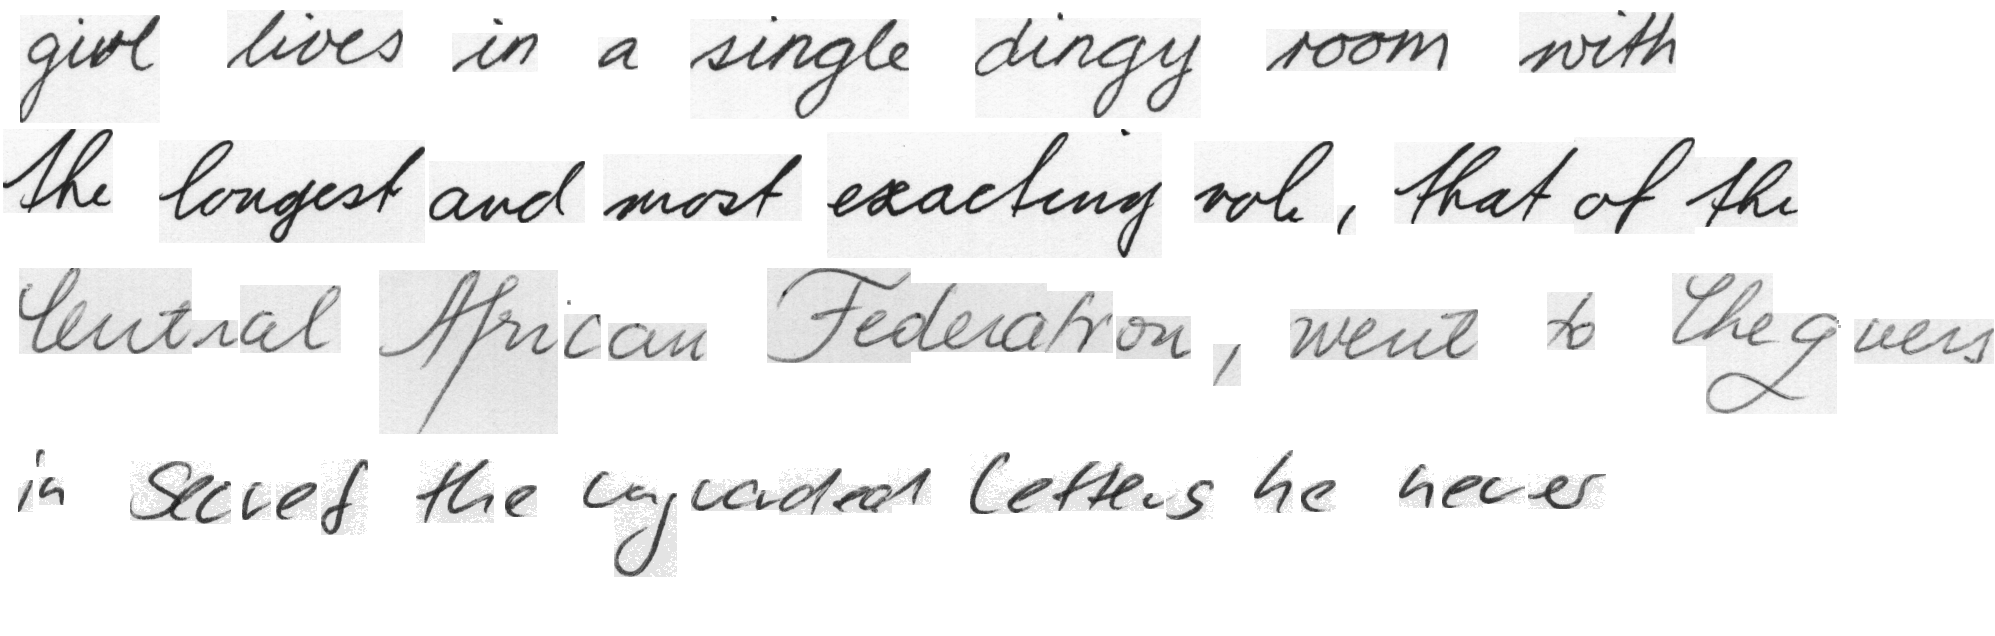 girl lives in a single dingy room with
the longest and most exacting role, that of the
Central African Federation, went to Chequers
in secret the unguarded letters he never